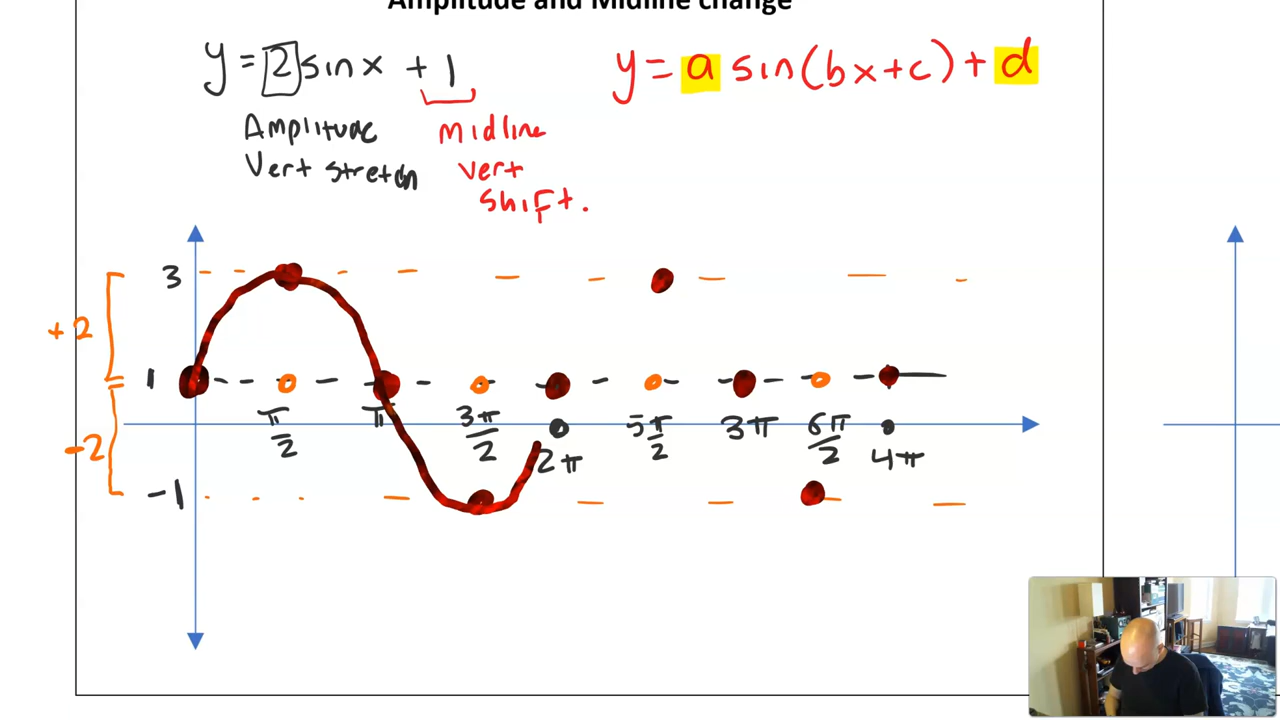 Amplitude and Midline change
y = 2 sin x + 1
y = a sin(bx+c) + d
Amplitude
Midline
Vert stretch
vert
shift.
3
+2
1
π/2
π
3π/2
2π
5π/2
3π
6π/2
4π
-2
-1